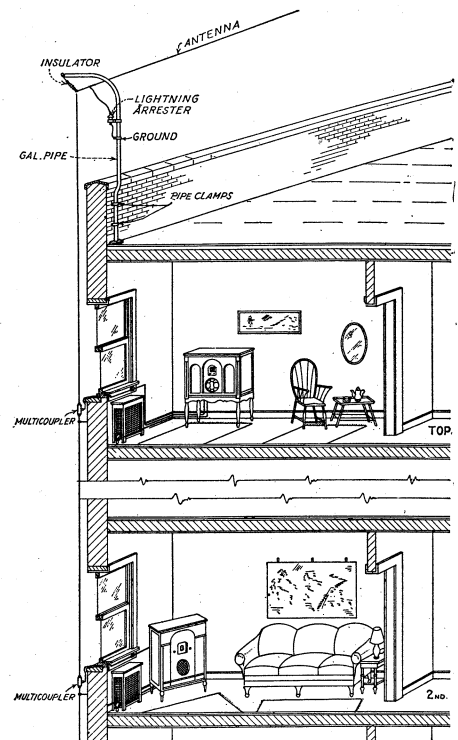 ANTENNA
INSULATOR
LIGHTNING
ARRESTER
GROUND
GAL. PIPE
PIPE CLAMPS
MULTICOUPLER
TOP.
MULTICOUPLER
2ND.